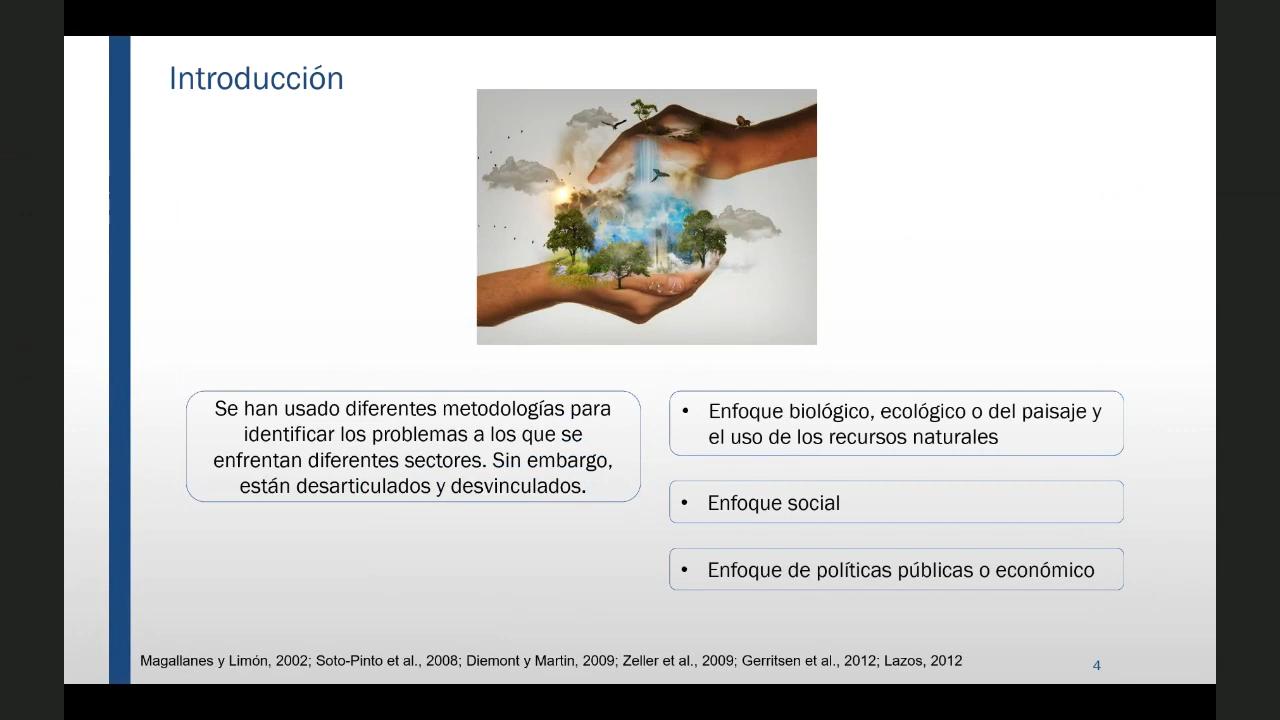 Introducción
Se han usado diferentes metodologías para
identificar los problemas a los que se
enfrentan diferentes sectores. Sin embargo,
están desarticulados y desvinculados.
• Enfoque biológico, ecológico o del paisaje y
el uso de los recursos naturales
• Enfoque social
• Enfoque de políticas públicas o económico
Magallanes y Limón, 2002; Soto-Pinto et al., 2008; Diemont y Martin, 2009; Zeller et al., 2009; Gerritsen et al., 2012; Lazos, 2012
4